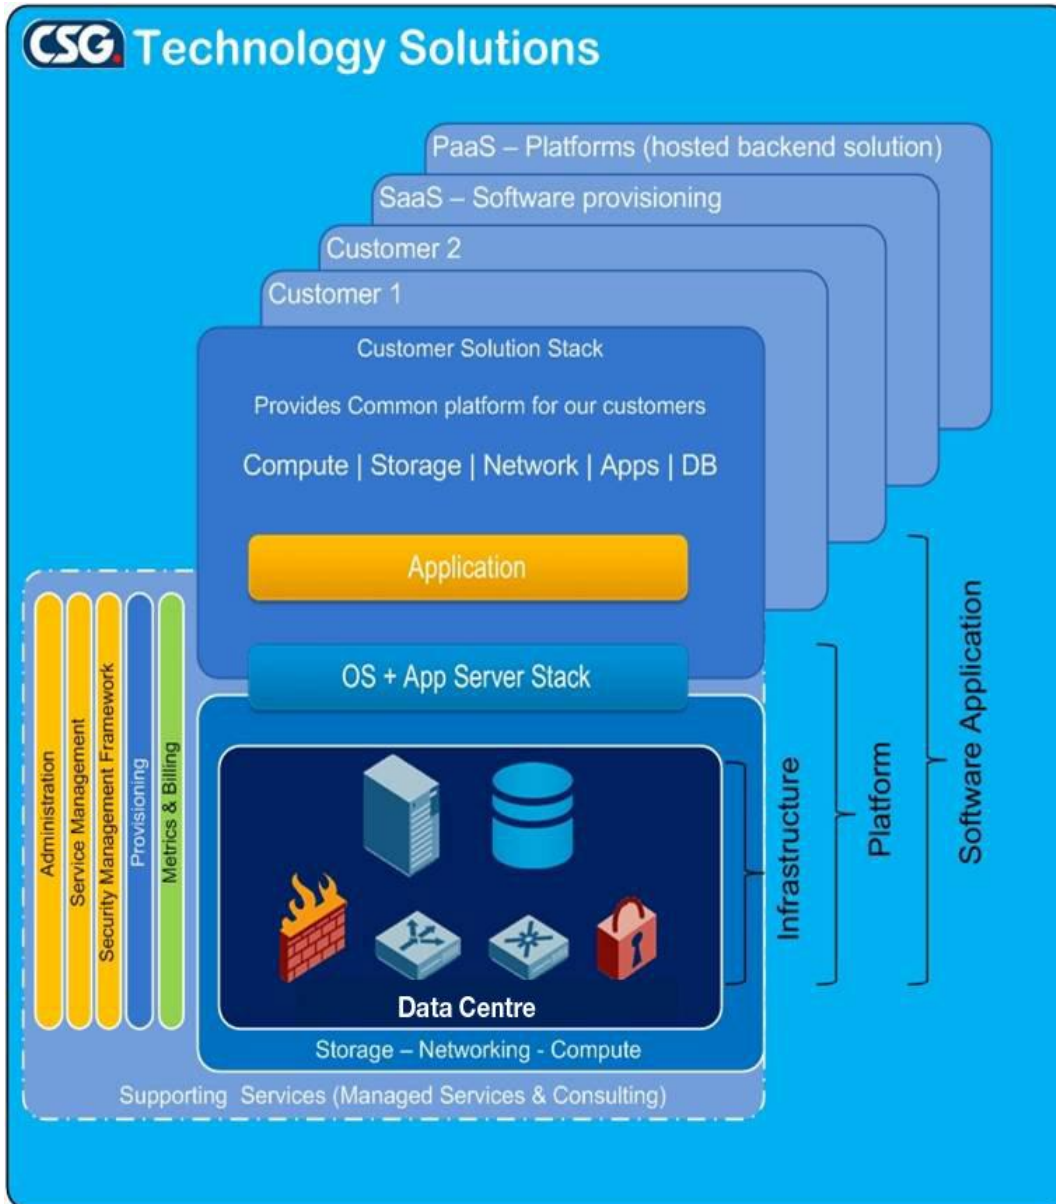 CSG. Technology Solutions
PaaS – Platforms (hosted backend solution)
SaaS – Software provisioning
Customer 2
Customer 1
Customer Solution Stack
Provides Common platform for our customers
Compute | Storage | Network | Apps | DB
Application
OS + App Server Stack
Administration
Service Management
Security Management Framework
Provisioning
Metrics & Billing
Data Centre
Storage – Networking - Compute
Supporting Services (Managed Services & Consulting)
Infrastructure
Platform
Software Application